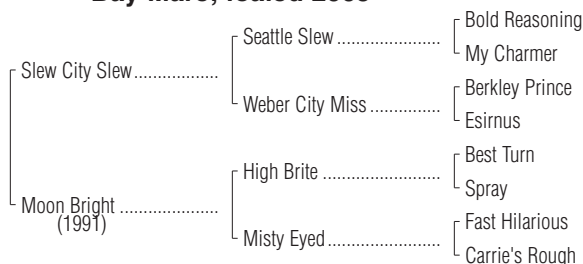 Bay Mare; foaled
Bold Reasoning
Seattle Slew
My Charmer
Slew City Slew
Berkley Prince
Weber City Miss
Esirnus
Best Turn
High Brite
Spray
Moon Bright
(1991)
Fast Hilarious
Misty Eyed
Carrie's Rough